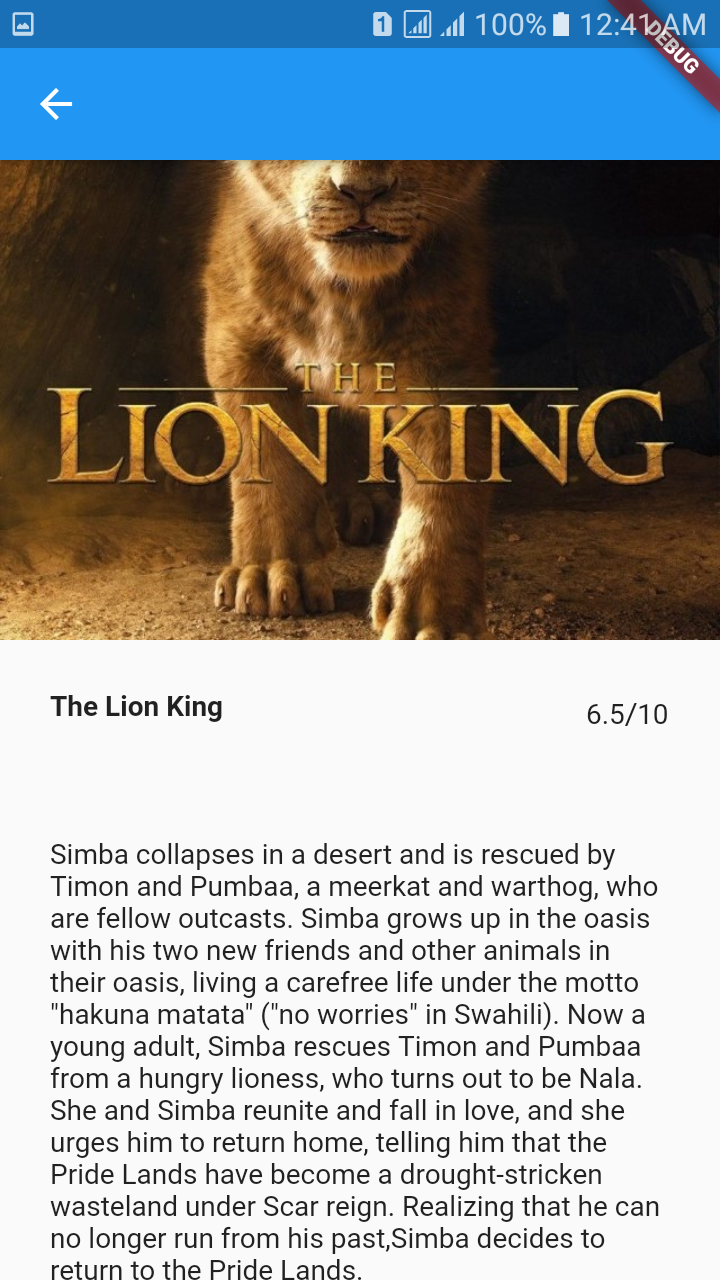 1 100% 12:41 AM
DEBUG
THE
LION KING
The Lion King
6.5/10
Simba collapses in a desert and is rescued by
Timon and Pumbaa, a meerkat and warthog, who
are fellow outcasts. Simba grows up in the oasis
with his two new friends and other animals in
their oasis, living a carefree life under the motto
"hakuna matata" ("no worries" in Swahili). Now a
young adult, Simba rescues Timon and Pumbaa
from a hungry lioness, who turns out to be Nala.
She and Simba reunite and fall in love, and she
urges him to return home, telling him that the
Pride Lands have become a drought-stricken
wasteland under Scar reign. Realizing that he can
no longer run from his past,Simba decides to
return to the Pride Lands.